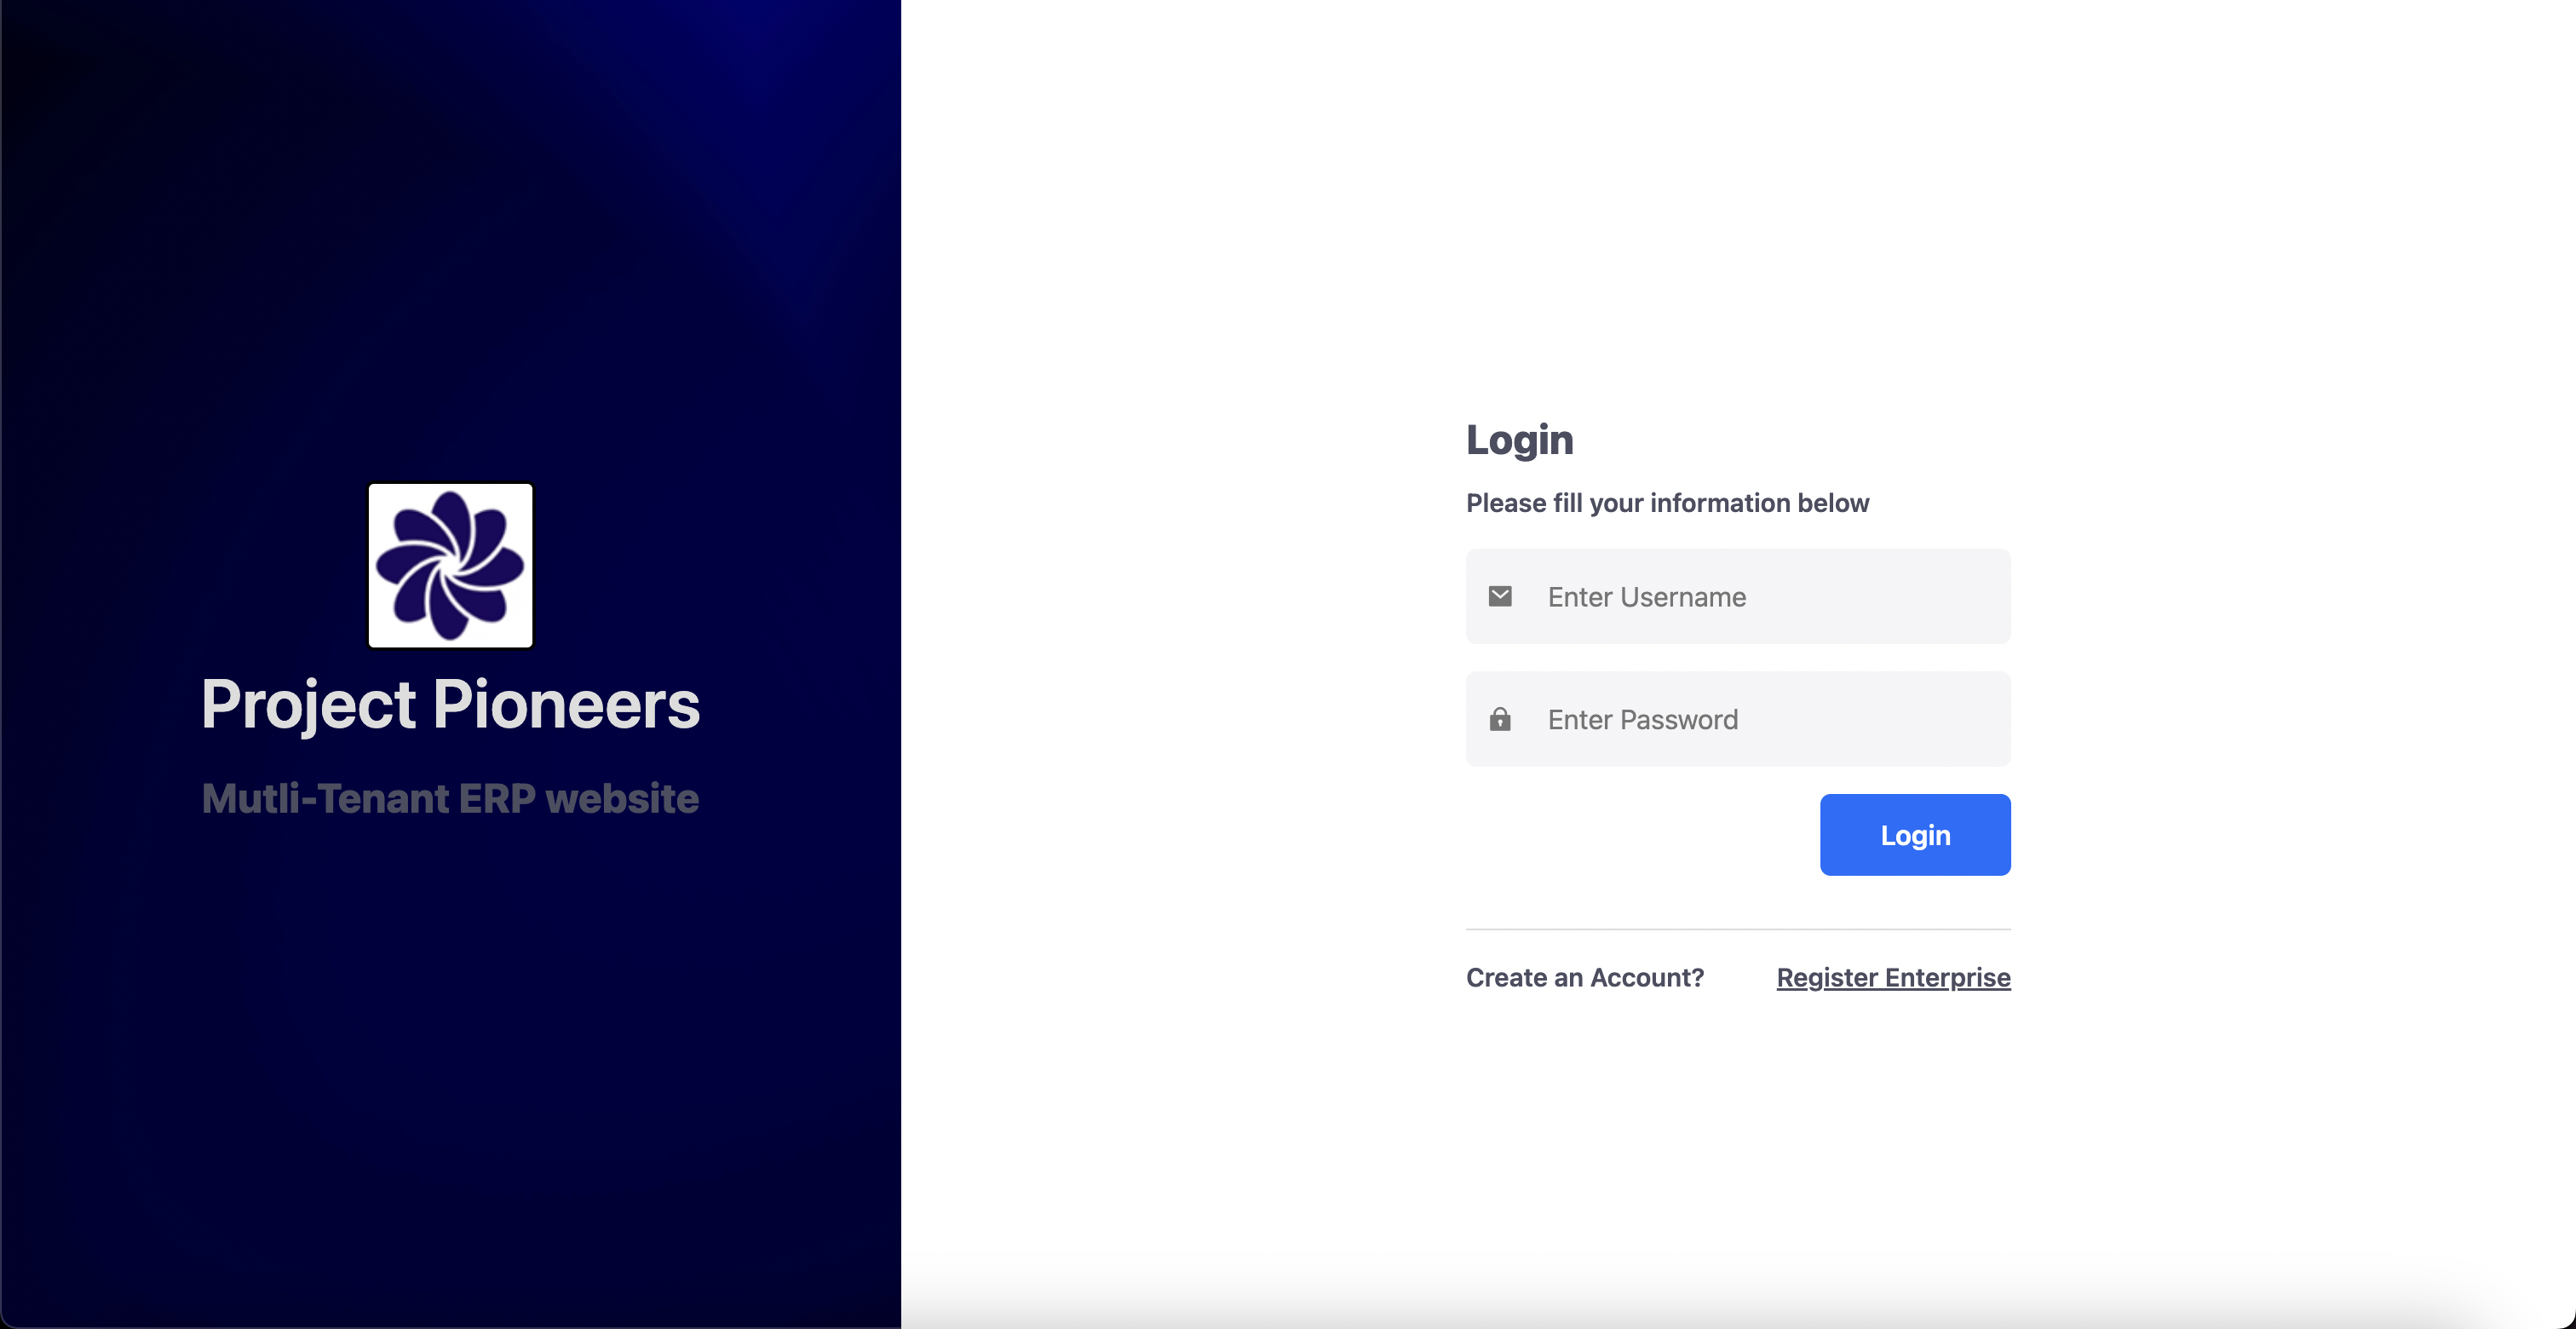 Project Pioneers
Mutli-Tenant ERP website
Login
Please fill your information below
Enter Username
Enter Password
Login
Create an Account? Register Enterprise